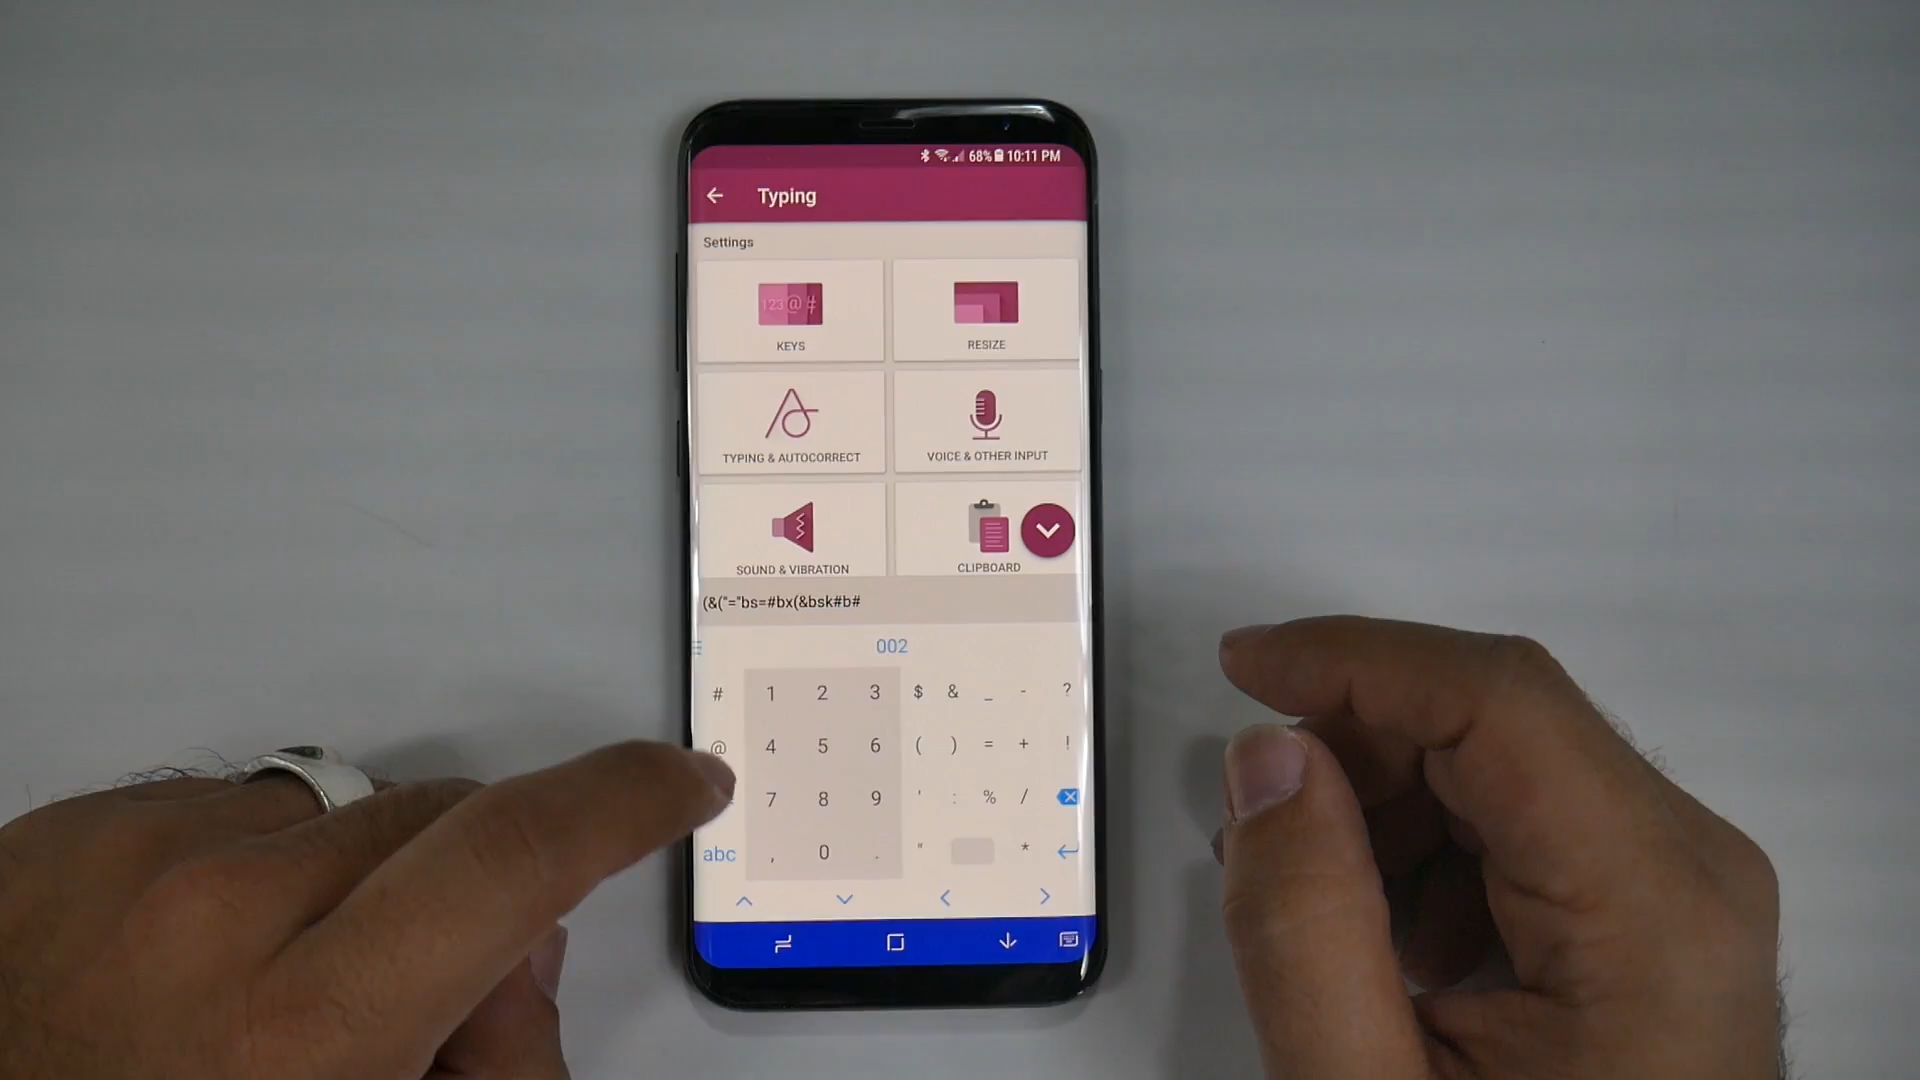 68% 10:11 PM
Typing
Settings
123@#
KEYS
RESIZE
TYPING & AUTOCORRECT
VOICE & OTHER INPUT
SOUND & VIBRATION
CLIPBOARD
(&("="bs=#bx(&bsk#b#
002
# 1 2 3 $ & _ - ?
@ 4 5 6 ( ) = + !
7 8 9 ' : % /
abc , 0 . " *